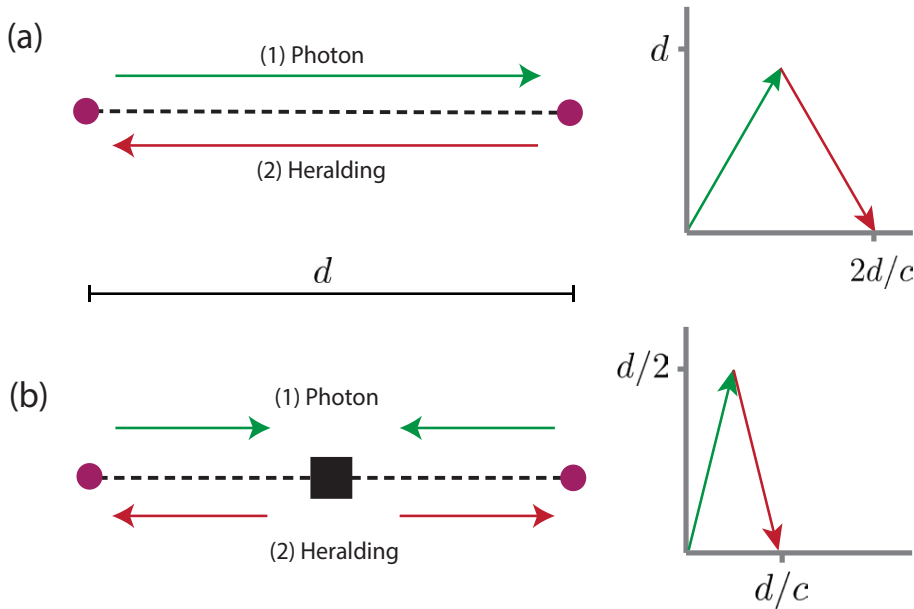 (a)
(1) Photon
(2) Heralding
d
2d/c
d
(b)
(1) Photon
(2) Heralding
d/2
d/c